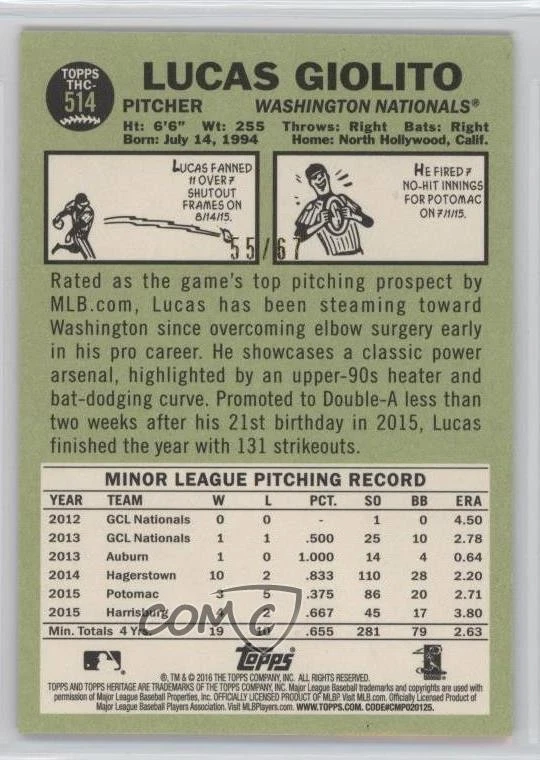 TOPPS
THC-
514
LUCAS GIOLITO
PITCHER WASHINGTON NATIONALS®
Ht: 6'6" Wt: 255 Throws: Right Bats: Right
Born: July 14, 1994 Home: North Hollywood, Calif.
LUCAS FANNED
11 OVER 7
SHUTOUT
FRAMES ON
8/14/15.
HE FIRED 7
NO-HIT INNINGS
FOR POTOMAC
ON 7/1/15.
55/67
Rated as the game's top pitching prospect by
MLB.com, Lucas has been steaming toward
Washington since overcoming elbow surgery early
in his pro career. He showcases a classic power
arsenal, highlighted by an upper-90s heater and
bat-dodging curve. Promoted to Double-A less than
two weeks after his 21st birthday in 2015, Lucas
finished the year with 131 strikeouts.
MINOR LEAGUE PITCHING RECORD
YEAR TEAM W L PCT. SO BB ERA
2012 GCL Nationals 0 0 - 1 0 4.50
2013 GCL Nationals 1 1 .500 25 10 2.78
2013 Auburn 1 0 1.000 14 4 0.64
2014 Hagerstown 10 2 .833 110 28 2.20
2015 Potomac 3 5 .375 86 20 2.71
2015 Harrisburg 4 2 .667 45 17 3.80
Min. Totals 4 Yrs. 19 10 .655 281 79 2.63
COMC
TOPPS
®, TM & © 2016 THE TOPPS COMPANY, INC. ALL RIGHTS RESERVED.
TOPPS AND TOPPS HERITAGE ARE TRADEMARKS OF THE TOPPS COMPANY, INC. Major League Baseball trademarks and copyrights are used with
permission of Major League Baseball Properties, Inc. OFFICIALLY LICENSED PRODUCT OF MLBP. Visit MLB.com. Officially Licensed Product of
Major League Baseball Players Association. Visit MLBPlayers.com. WWW.TOPPS.COM. CODE#CMP020125.